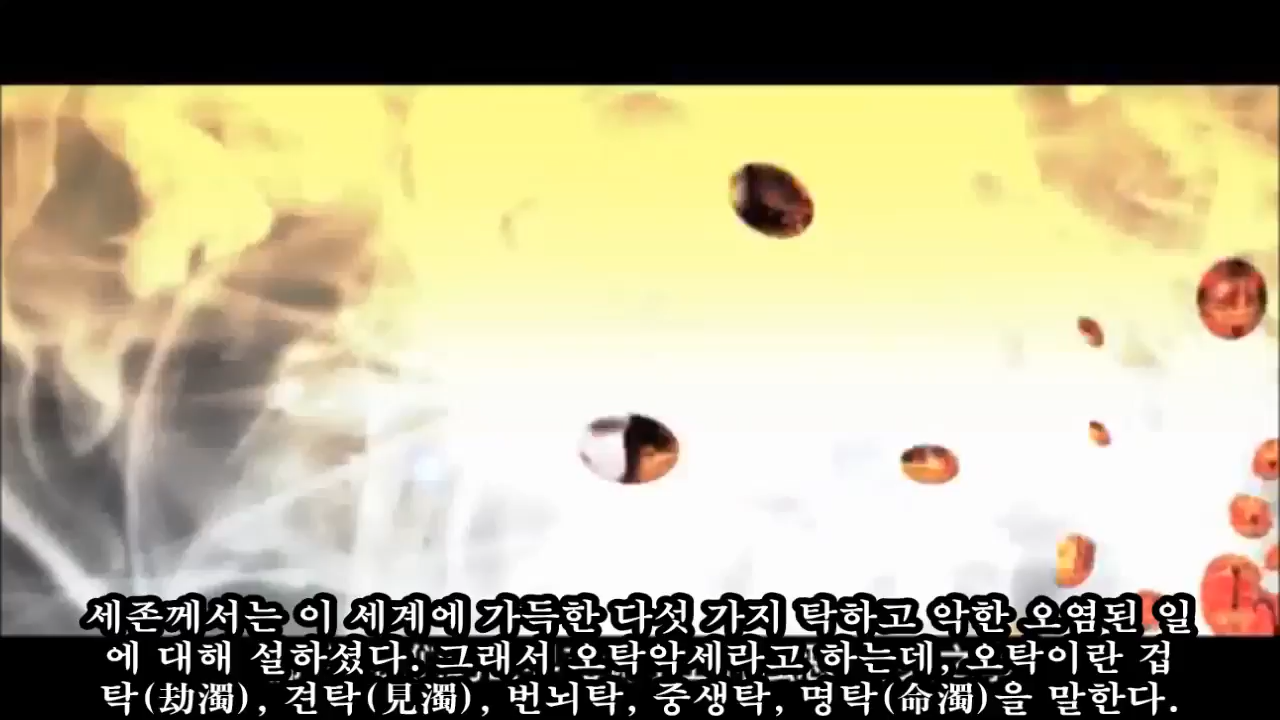 세존께서는 이 세계에 가득한 다섯 가지 탁하고 악한 오염된 일
에 대해 설하셨다. 그래서 오탁악세라고 하는데, 오탁이란 겁
탁(劫濁), 견탁(見濁), 번뇌탁, 중생탁, 명탁(命濁)을 말한다.